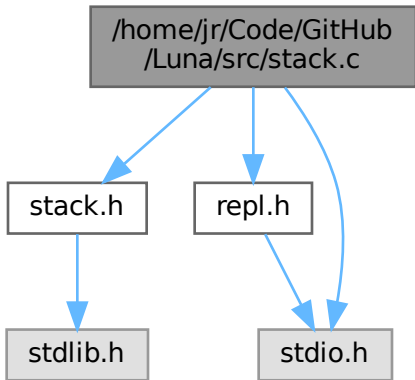 /home/jr/Code/GitHub
/Luna/src/stack.c
stack.h
repl.h
stdlib.h
stdio.h